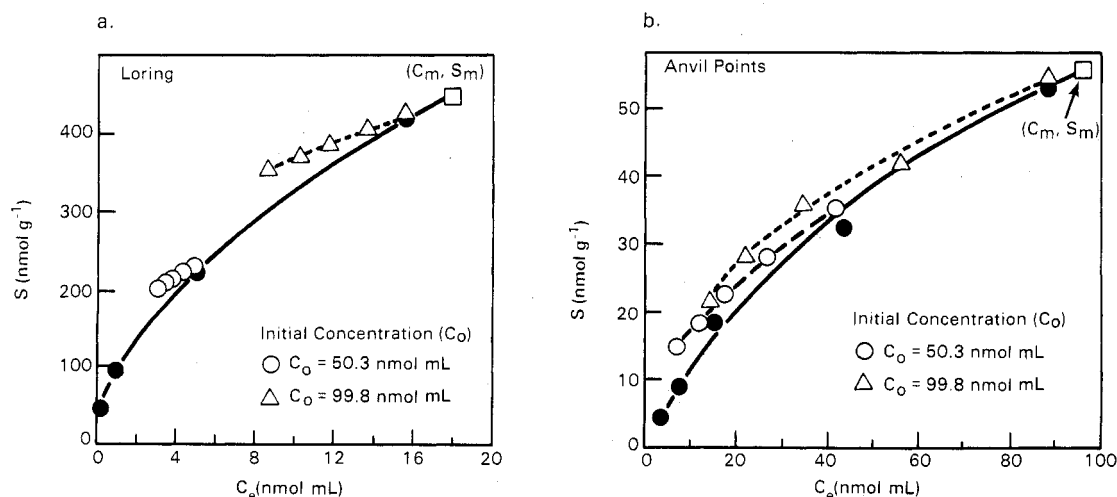 a.
Loring
(Cm, Sm)
400
300
200
100
0
S (nmol g⁻¹)
Initial Concentration (Co)
Co = 50.3 nmol mL
Co = 99.8 nmol mL
0 4 8 12 16 20
Ce(nmol mL)
b.
Anvil Points
(Cm, Sm)
50
40
30
20
10
0
S (nmol g⁻¹)
Initial Concentration (Co)
Co = 50.3 nmol mL
Co = 99.8 nmol mL
0 20 40 60 80 100
Ce(nmol mL)